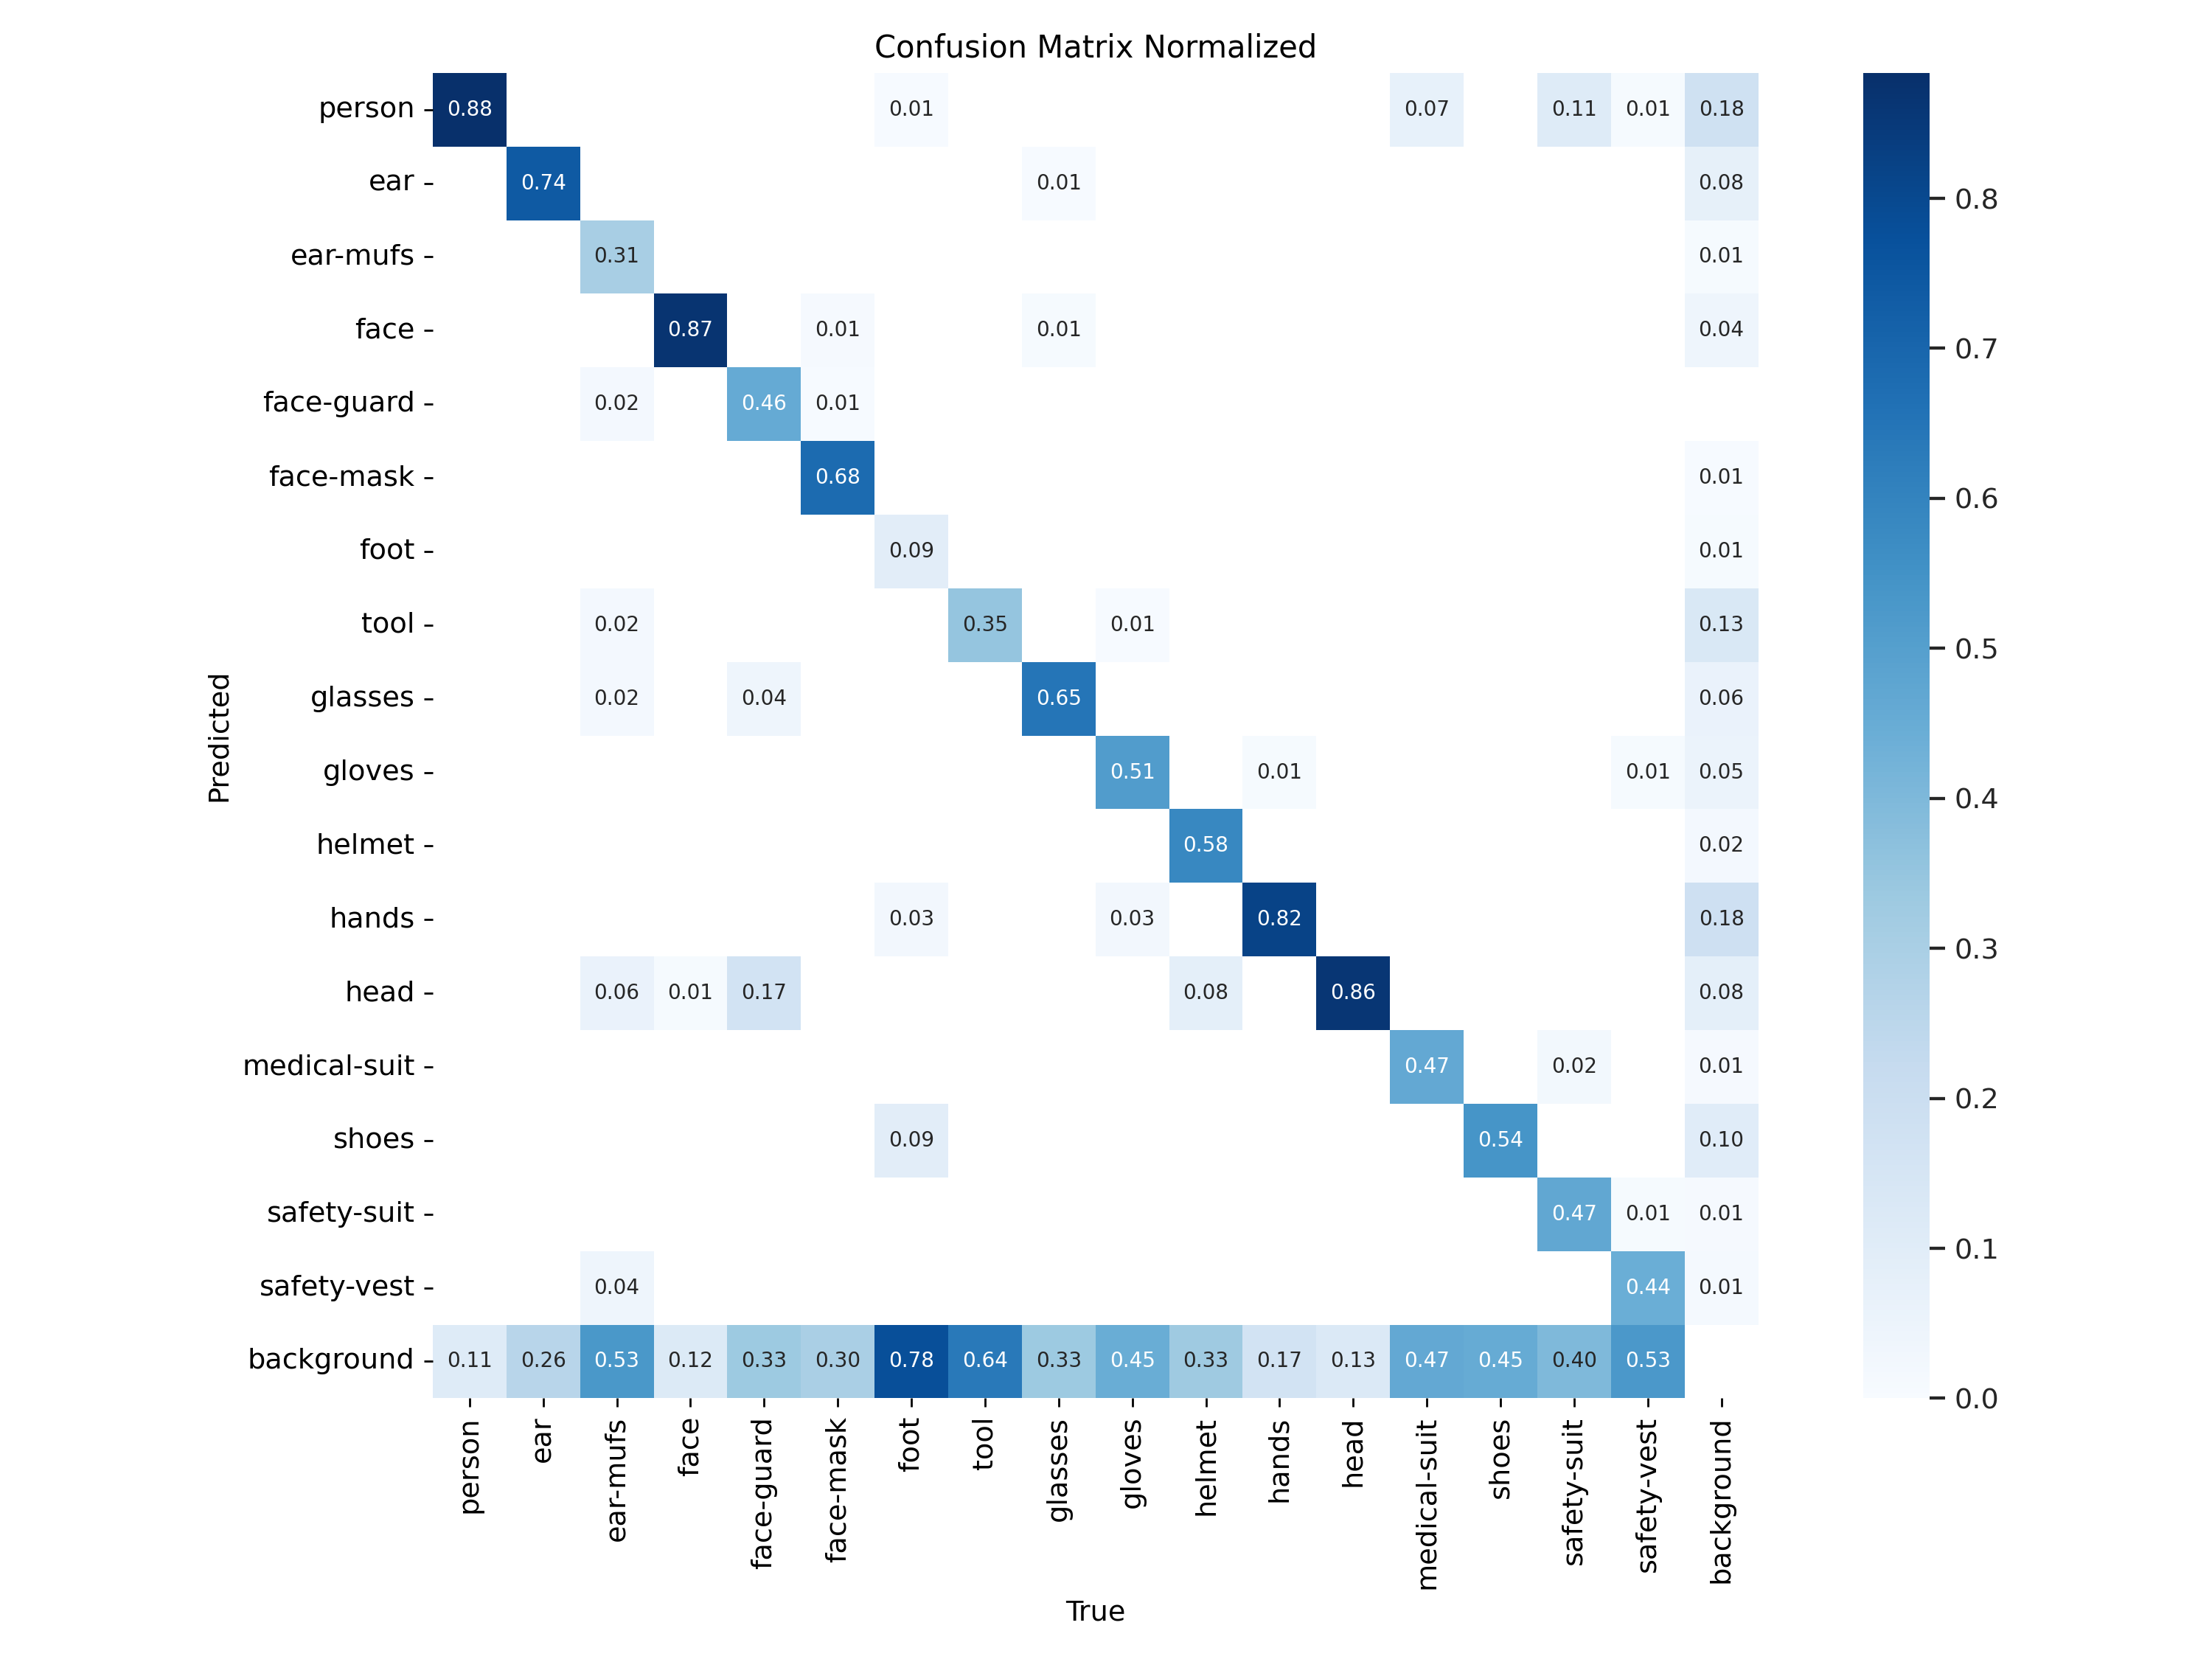 Confusion Matrix Normalized
person 0.88 0.01 0.07 0.11 0.01 0.18
ear 0.74 0.01 0.08
0.8
ear-mufs 0.31 0.01
face 0.87 0.01 0.01 0.04
0.7
face-guard 0.02 0.46 0.01
face-mask 0.68 0.01
0.6
foot 0.09 0.01
tool 0.02 0.35 0.01 0.13
0.5
glasses 0.02 0.04 0.65 0.06
Predicted
gloves 0.51 0.01 0.01 0.05
0.4
helmet 0.58 0.02
hands 0.03 0.03 0.82 0.18
0.3
head 0.06 0.01 0.17 0.08 0.86 0.08
medical-suit 0.47 0.02 0.01
0.2
shoes 0.09 0.54 0.10
safety-suit 0.47 0.01 0.01
0.1
safety-vest 0.04 0.44 0.01
background 0.11 0.26 0.53 0.12 0.33 0.30 0.78 0.64 0.33 0.45 0.33 0.17 0.13 0.47 0.45 0.40 0.53
0.0
person
ear
ear-mufs
face
face-guard
face-mask
foot
tool
glasses
gloves
helmet
hands
head
medical-suit
shoes
safety-suit
safety-vest
background
True